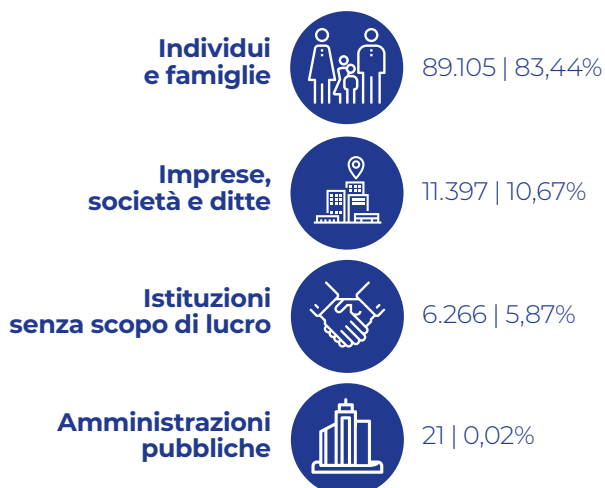 Individui
e famiglie
89.105 | 83,44%
Imprese,
società e ditte
11.397 | 10,67%
Istituzioni
senza scopo di lucro
6.266 | 5,87%
Amministrazioni
pubbliche
21 | 0,02%